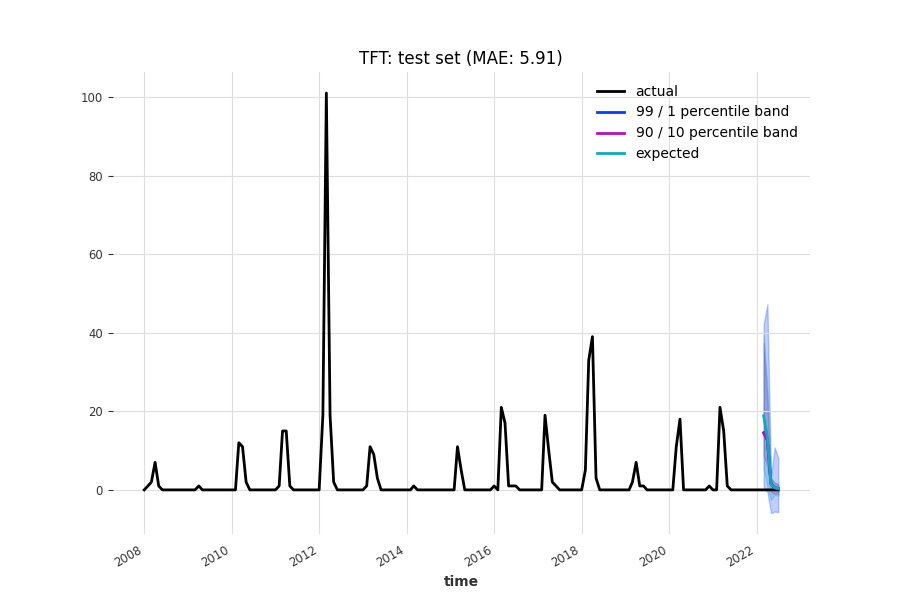 TFT: test set (MAE: 5.91)
actual
99 / 1 percentile band
90 / 10 percentile band
expected
100
80
60
40
20
0
2008
2010
2012
2014
2016
2018
2020
2022
time